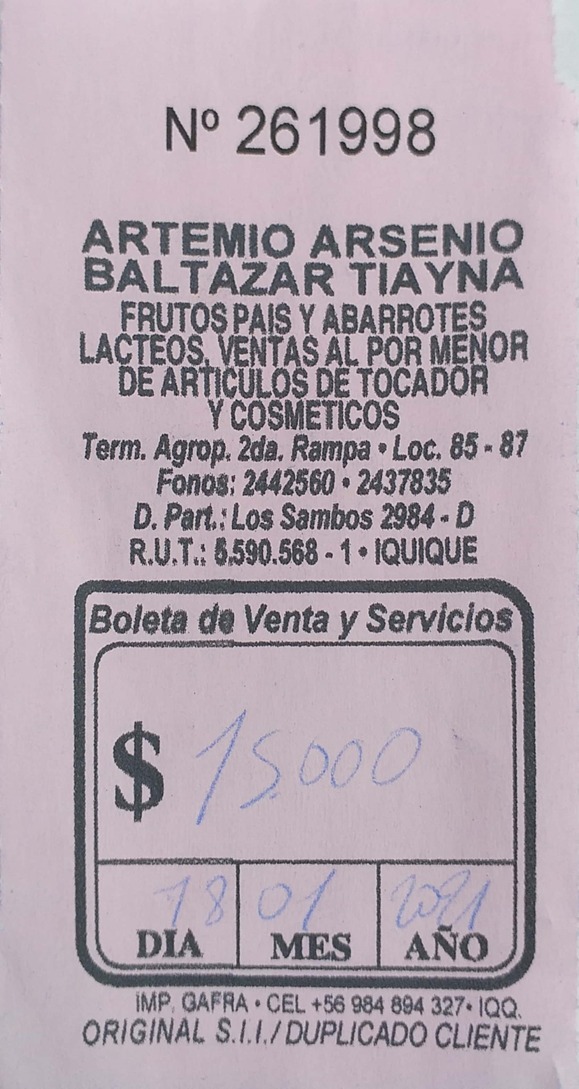 Nº 261998
ARTEMIO ARSENIO
BALTAZAR TIAYNA
FRUTOS PAIS Y ABARROTES
LACTEOS, VENTAS AL POR MENOR
DE ARTICULOS DE TOCADOR
Y COSMETICOS
Term. Agrop. 2da. Rampa • Loc. 85 - 87
Fonos: 2442560 • 2437835
D. Part.: Los Sambos 2984 - D
R.U.T.: 5.590.568 - 1 • IQUIQUE
Boleta de Venta y Servicios
$ 15.000
18 01 2021
DIA MES AÑO
IMP. GAFRA • CEL +56 984 894 327 • IQQ.
ORIGINAL S.I.I./ DUPLICADO CLIENTE